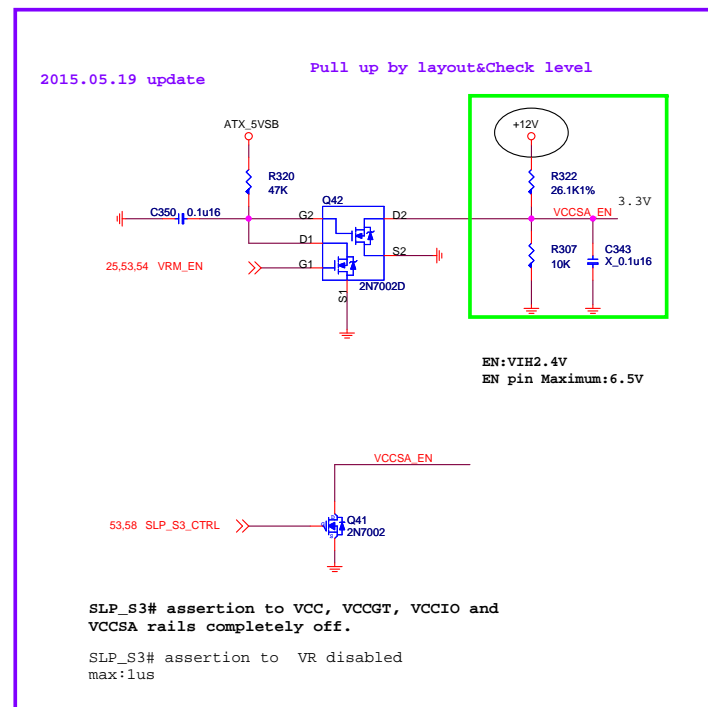 Pull up by layout&Check level
2015.05.19 update
ATX_5VSB
+12V
R320
47K
Q42
R322
26.1K1%
3.3V
C350
0.1u16
G2
D2
VCCSA_EN
D1
S2
R307
10K
C343
X_0.1u16
25,53,54 VRM_EN
G1
S1
2N7002D
EN:VIH2.4V
EN pin Maximum:6.5V
VCCSA_EN
53,58 SLP_S3_CTRL
Q41
2N7002
SLP_S3# assertion to VCC, VCCGT, VCCIO and
VCCSA rails completely off.
SLP_S3# assertion to VR disabled
max:1us